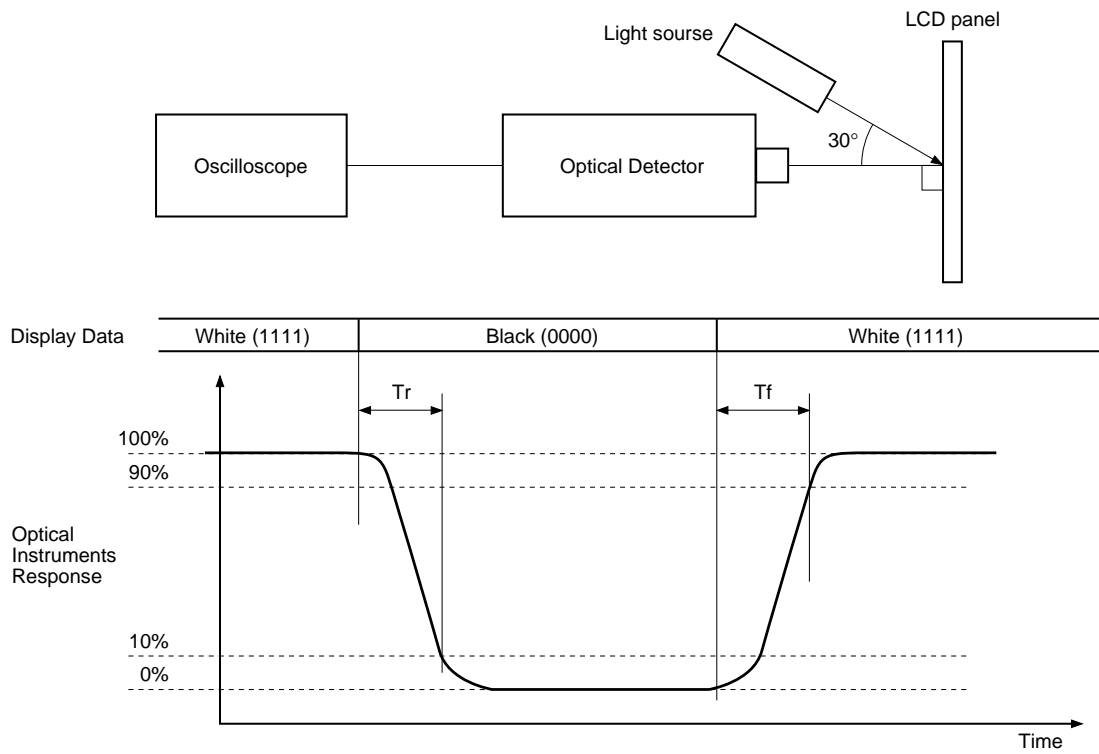 LCD panel
Light sourse
30°
Oscilloscope
Optical Detector
Display Data
White (1111)
Black (0000)
White (1111)
Tr
Tf
100%
90%
Optical
Instruments
Response
10%
0%
Time